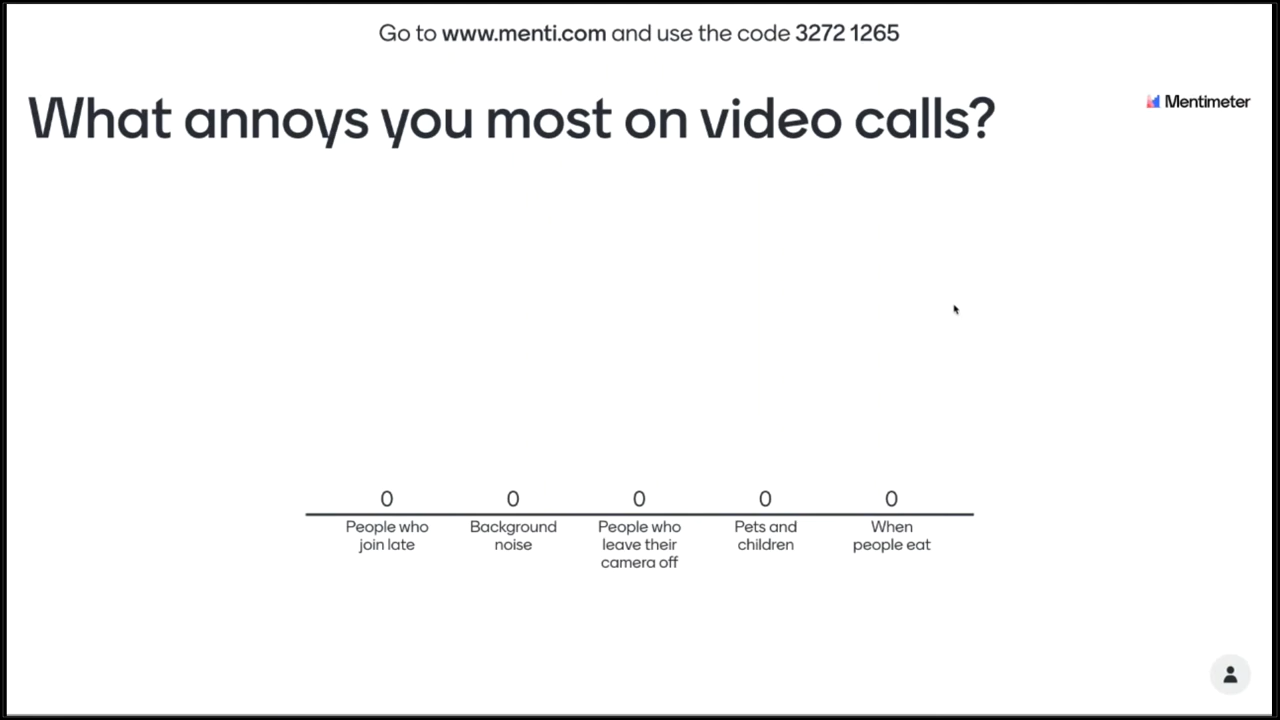 Go to www.menti.com and use the code 3272 1265
What annoys you most on video calls?
Mentimeter
0 0 0 0 0
People who join late
Background noise
People who leave their camera off
Pets and children
When people eat